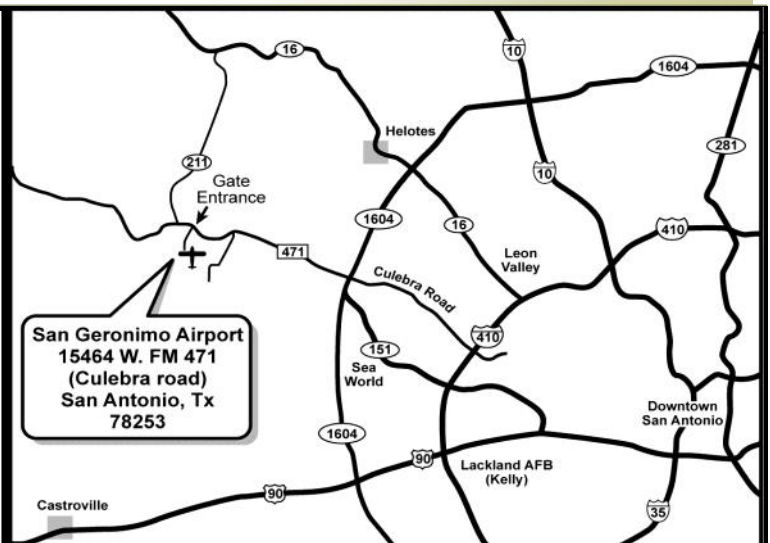 16
10
1604
Helotes
281
211
10
Gate
Entrance
1604
16
410
471
Leon
Valley
Culebra Road
San Geronimo Airport
15464 W. FM 471
(Culebra road)
San Antonio, Tx
78253
410
151
Sea
World
Downtown
San Antonio
1604
90
Lackland AFB
(Kelly)
90
Castroville
35